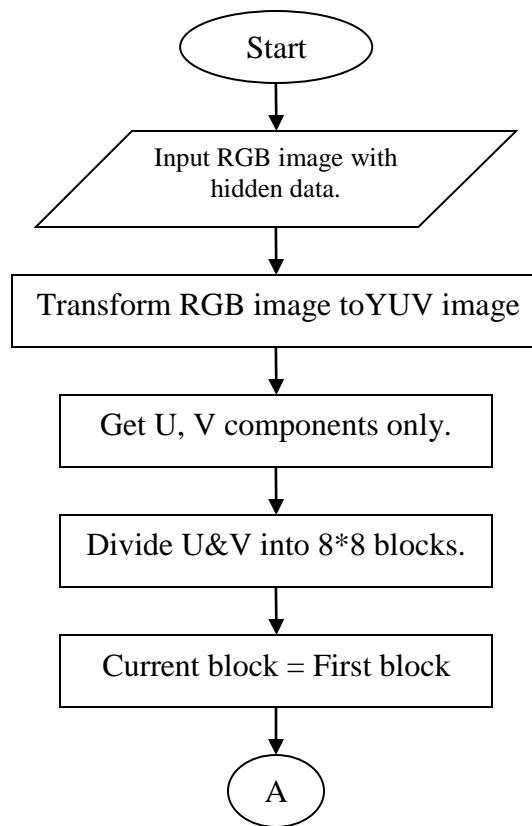 Start
Input RGB image with
hidden data.
Transform RGB image toYUV image
Get U, V components only.
Divide U&V into 8*8 blocks.
Current block = First block
A